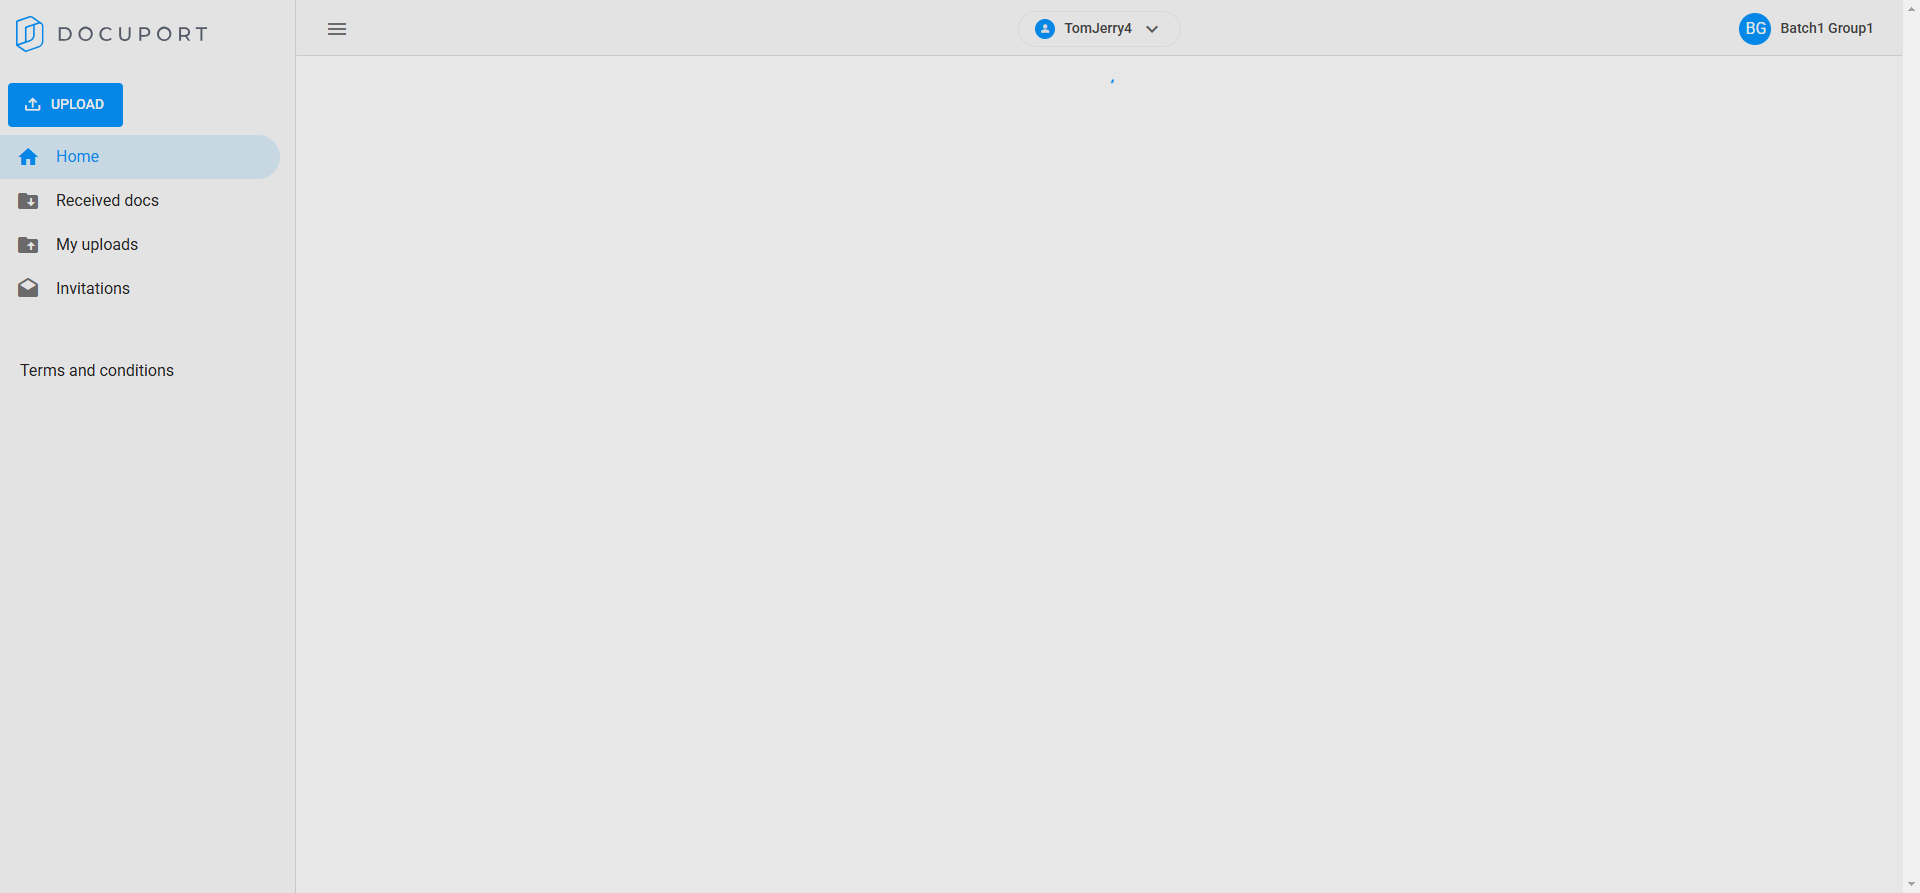 DOCUPORT
TomJerry4
BG Batch1 Group1
UPLOAD
Home
Received docs
My uploads
Invitations
Terms and conditions